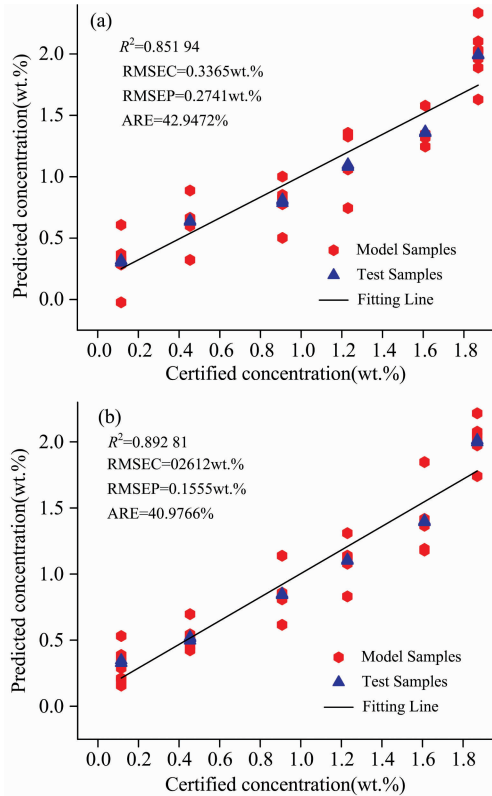 (a)
R²=0.851 94
RMSEC=0.3365wt.%
RMSEP=0.2741wt.%
ARE=42.9472%
Predicted concentration(wt.%)
2.0
1.5
1.0
0.5
0.0
Model Samples
Test Samples
Fitting Line
0.0 0.2 0.4 0.6 0.8 1.0 1.2 1.4 1.6 1.8
Certified concentration(wt.%)
(b)
R²=0.892 81
RMSEC=02612wt.%
RMSEP=0.1555wt.%
ARE=40.9766%
Predicted concentration(wt.%)
2.0
1.5
1.0
0.5
0.0
Model Samples
Test Samples
Fitting Line
0.0 0.2 0.4 0.6 0.8 1.0 1.2 1.4 1.6 1.8
Certified concentration(wt.%)